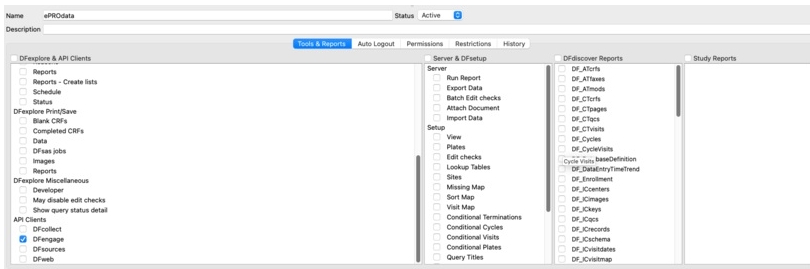 Name ePROdata Status Active
Description
Tools & Reports Auto Logout Permissions Restrictions History
DFexplore & API Clients
Reports
Reports - Create lists
Schedule
Status
DFexplore Print/Save
Blank CRFs
Completed CRFs
Data
DFsas jobs
Images
Reports
DFexplore Miscellaneous
Developer
May disable edit checks
Show query status detail
API Clients
DFcollect
DFengage
DFsources
DFweb
Server & DFsetup
Server
Run Report
Export Data
Batch Edit checks
Attach Document
Import Data
Setup
View
Plates
Edit checks
Lookup Tables
Sites
Missing Map
Sort Map
Visit Map
Conditional Terminations
Conditional Cycles
Conditional Visits
Conditional Plates
Query Titles
DFdiscover Reports
DF_ATcrfs
DF_ATfaxes
DF_ATmods
DF_CTcrfs
DF_CTpages
DF_CTqcs
DF_CTvisits
DF_Cycles
DF_CycleVisits
baseDefinition
Cycle Visits
DF_DataEntryTimeTrend
DF_Enrollment
DF_ICcenters
DF_ICimages
DF_ICkeys
DF_ICqcs
DF_ICrecords
DF_ICschema
DF_ICvisitdates
DF_ICvisitmap
Study Reports